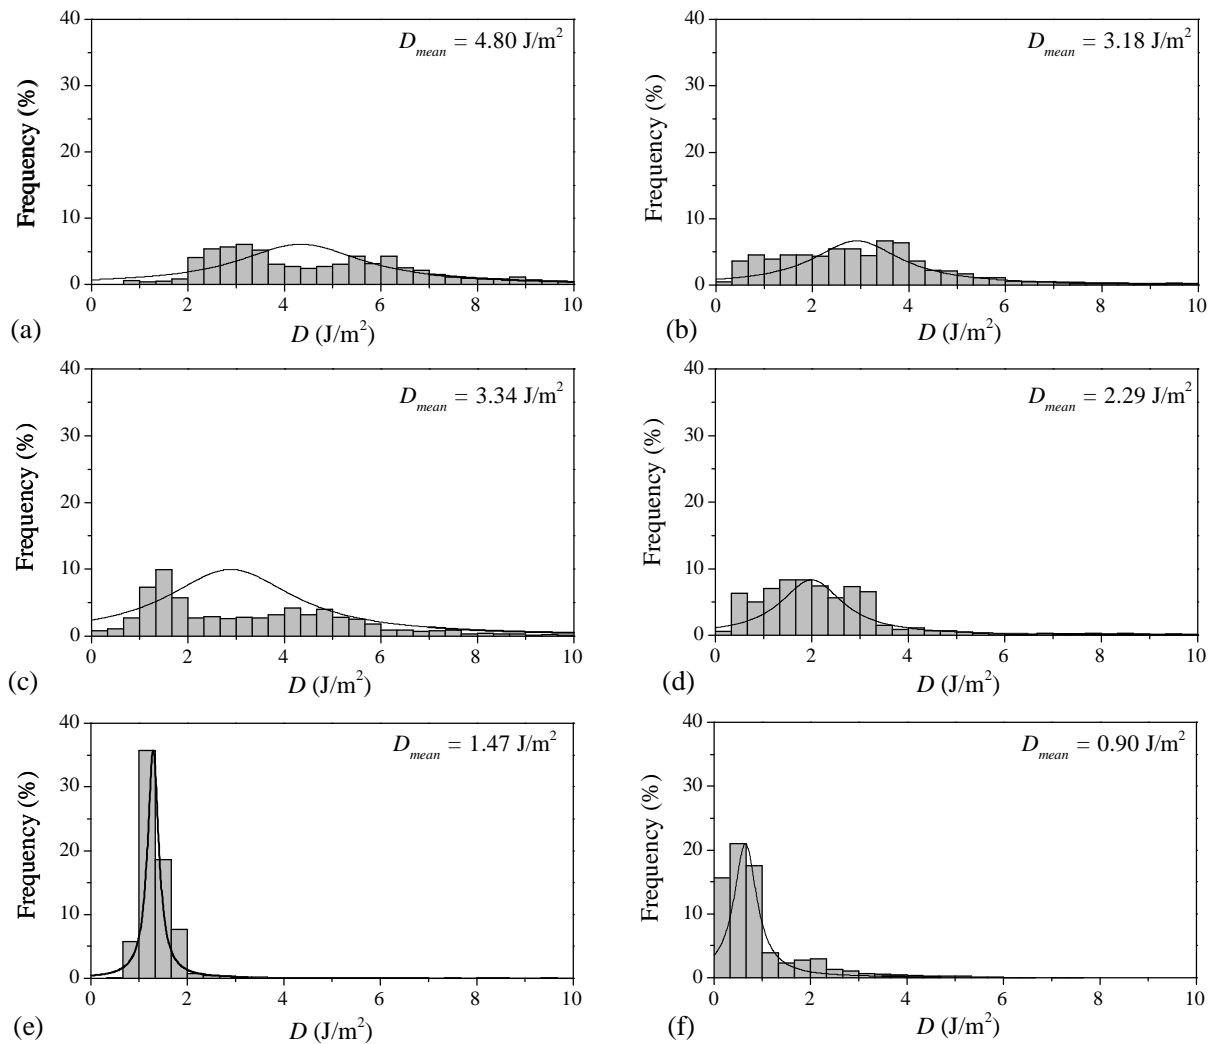 40
30
20
10
0
Frequency (%)
D_mean = 4.80 J/m²
0 2 4 6 8 10
(a)
D (J/m²)
40
30
20
10
0
Frequency (%)
D_mean = 3.18 J/m²
0 2 4 6 8 10
(b)
D (J/m²)
40
30
20
10
0
Frequency (%)
D_mean = 3.34 J/m²
0 2 4 6 8 10
(c)
D (J/m²)
40
30
20
10
0
Frequency (%)
D_mean = 2.29 J/m²
0 2 4 6 8 10
(d)
D (J/m²)
40
30
20
10
0
Frequency (%)
D_mean = 1.47 J/m²
0 2 4 6 8 10
(e)
D (J/m²)
40
30
20
10
0
Frequency (%)
D_mean = 0.90 J/m²
0 2 4 6 8 10
(f)
D (J/m²)